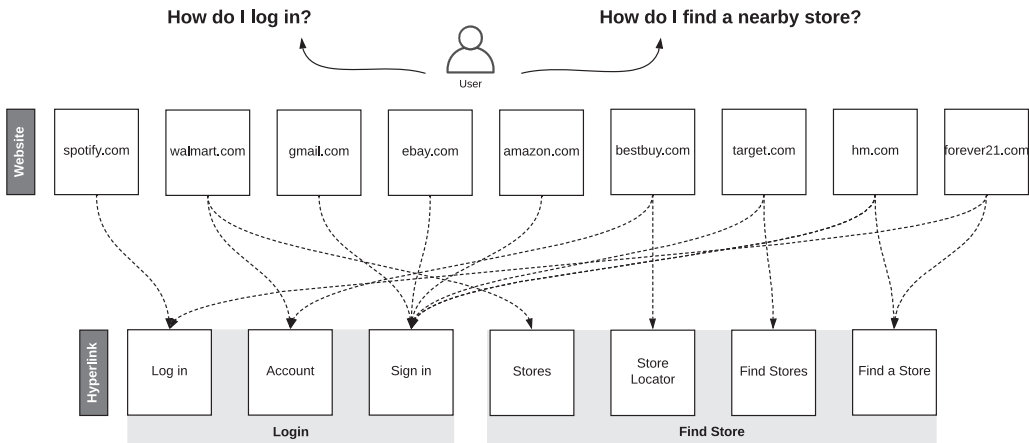 How do I log in?
How do I find a nearby store?
User
Website
spotify.com
walmart.com
gmail.com
ebay.com
amazon.com
bestbuy.com
target.com
hm.com
forever21.com
Hyperlink
Log in
Account
Sign in
Stores
Store
Locator
Find Stores
Find a Store
Login
Find Store